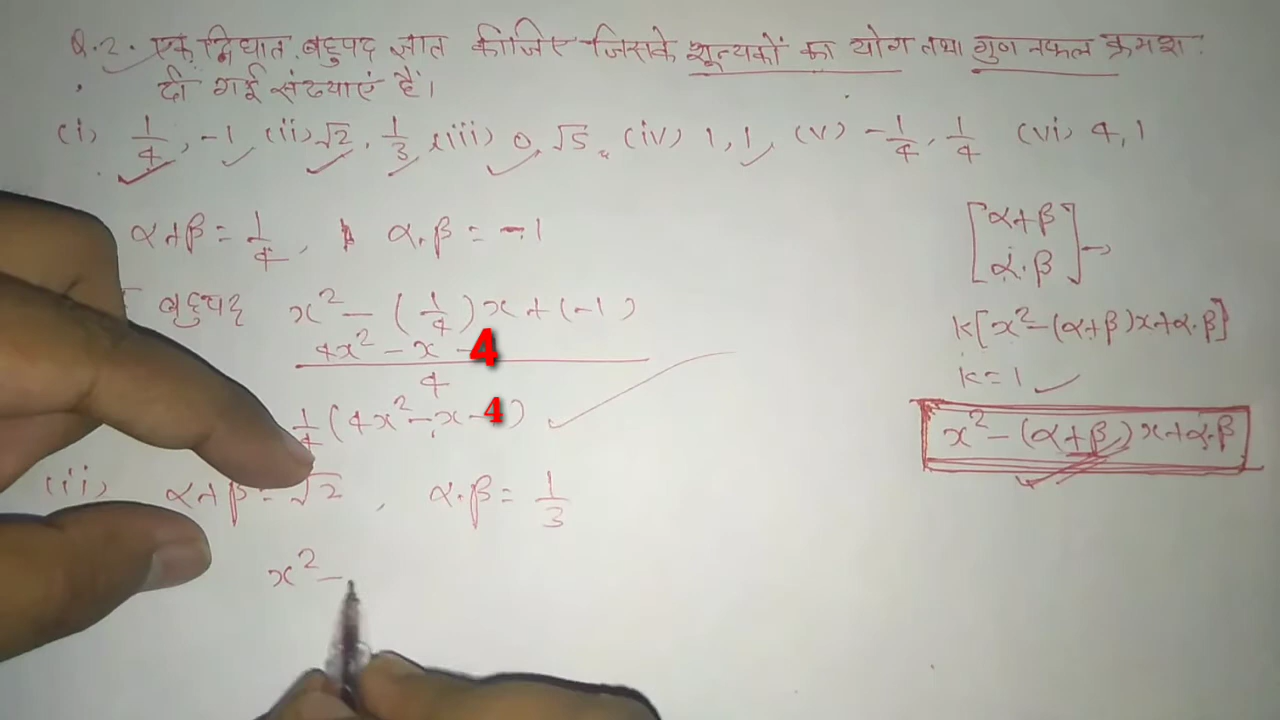 Q.2. एक द्विघात बहुपद ज्ञात कीजिए जिसके शून्यकों का योग तथा गुणनफल क्रमश:
दी गई संख्याएं हैं।
(i) 1/4, -1 (ii) √2, 1/3, (iii) 0, √5, (iv) 1, 1, (v) -1/4, 1/4 (vi) 4, 1
α+β = 1/4, α.β = -1
बहुपद x² - (1/4)x + (-1)
4x² - x - 4
4
1/4 (4x² - x - 4)
(ii) α+β = √2, α.β = 1/3
x² -
[α+β
α.β] →
k[x² - (α+β)x + α.β]
k = 1
x² - (α+β)x + α.β